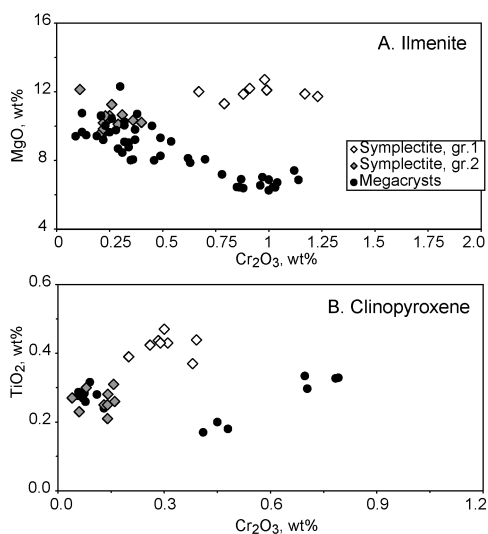 A. Ilmenite
16
12
8
4
MgO, wt%
0
0.25
0.5
0.75
1
1.25
1.5
1.75
2.0
Cr₂O₃, wt%
Symplectite, gr.1
Symplectite, gr.2
Megacrysts
B. Clinopyroxene
0.6
0.4
0.2
0.0
TiO₂, wt%
0.0
0.3
0.6
0.9
1.2
Cr₂O₃, wt%